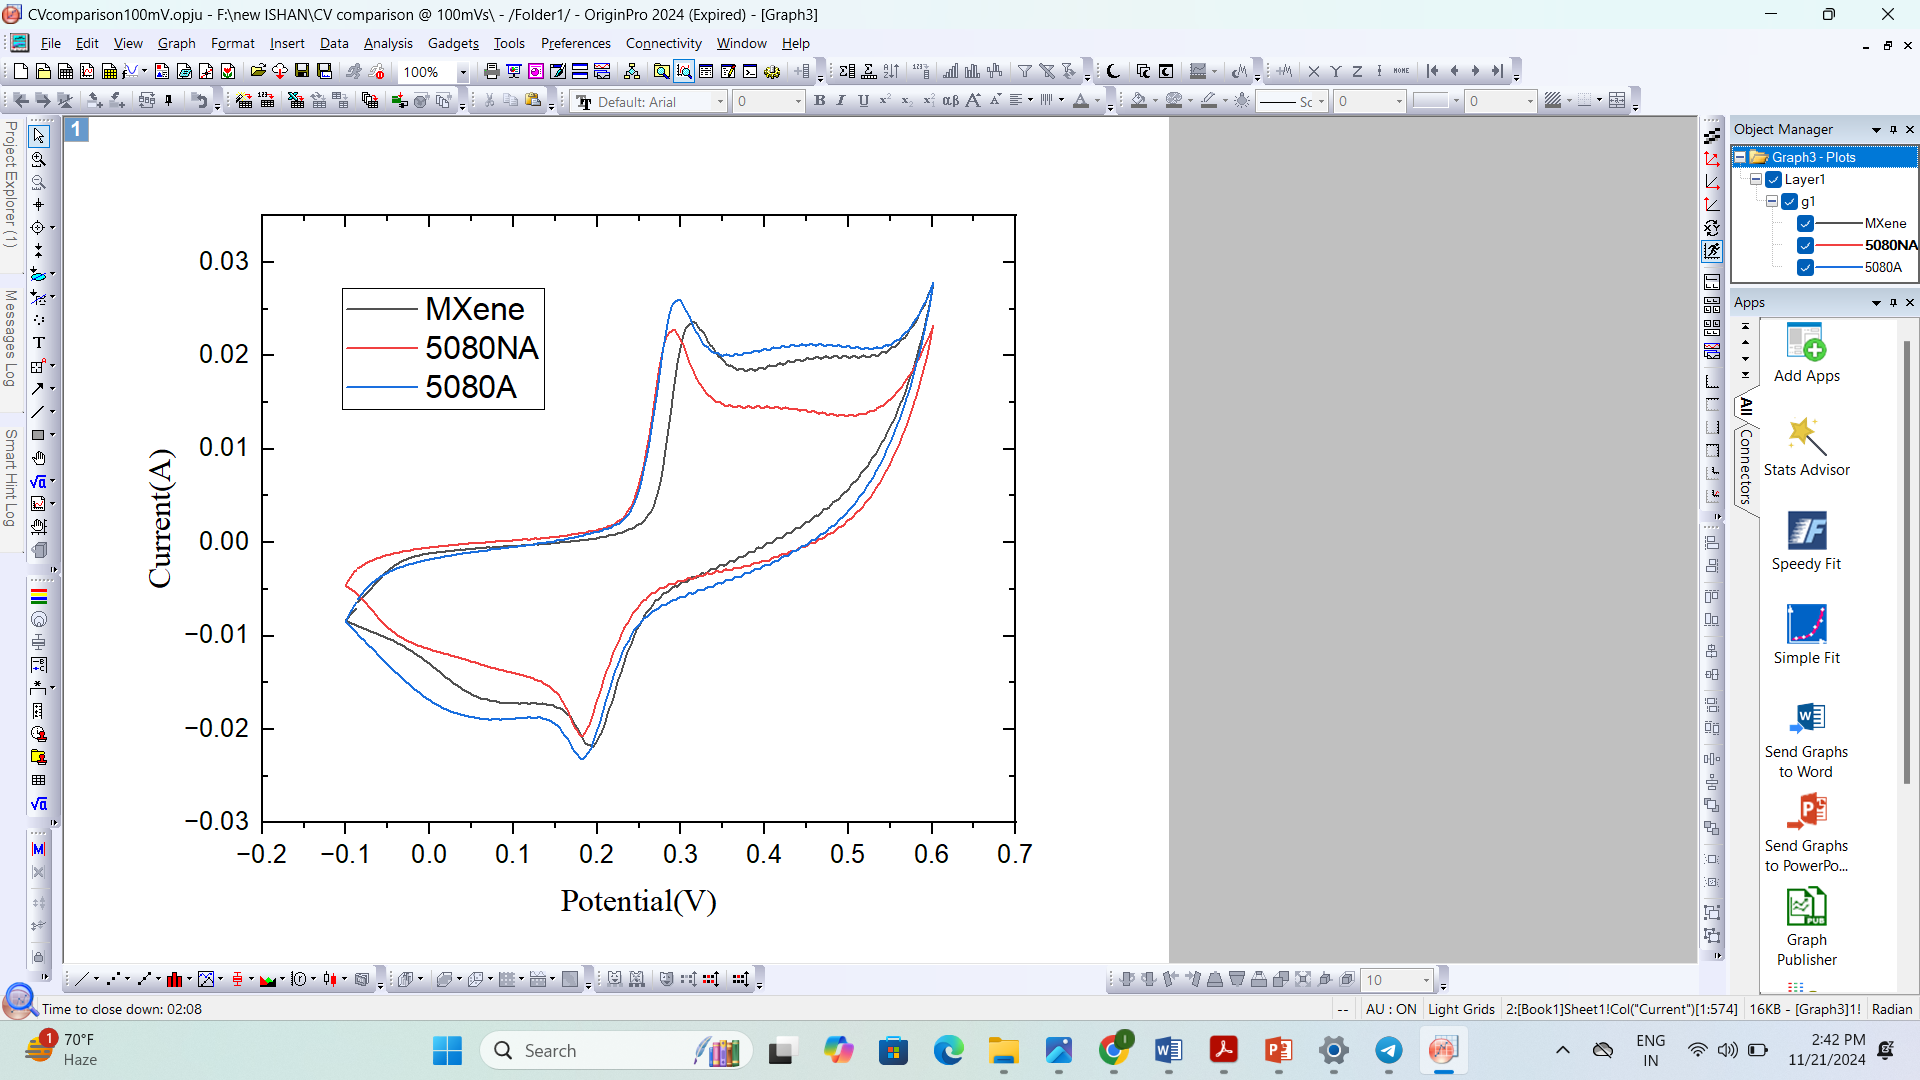 CVcomparison100mV.opju - F:\new ISHAN\CV comparison @ 100mVs\ - /Folder1/ - OriginPro 2024 (Expired) - [Graph3]
File Edit View Graph Format Insert Data Analysis Gadgets Tools Preferences Connectivity Window Help
100%
Default: Arial
0
0
0
Project Explorer (1)
Messages Log
Smart Hint Log
1
MXene
5080NA
5080A
0.03
0.02
0.01
0.00
−0.01
−0.02
−0.03
Current(A)
−0.2 −0.1 0.0 0.1 0.2 0.3 0.4 0.5 0.6 0.7
Potential(V)
Object Manager
Graph3 - Plots
Layer1
g1
MXene
5080NA
5080A
Apps
All
Connectors
Add Apps
Stats Advisor
Speedy Fit
Simple Fit
Send Graphs
to Word
Send Graphs
to PowerPo...
Graph
Publisher
10
Time to close down: 02:08
-- AU : ON Light Grids 2:[Book1]Sheet1!Col("Current")[1:574] 16KB - [Graph3]1! Radian
1
70°F
Haze
Search
ENG
IN
2:42 PM
11/21/2024